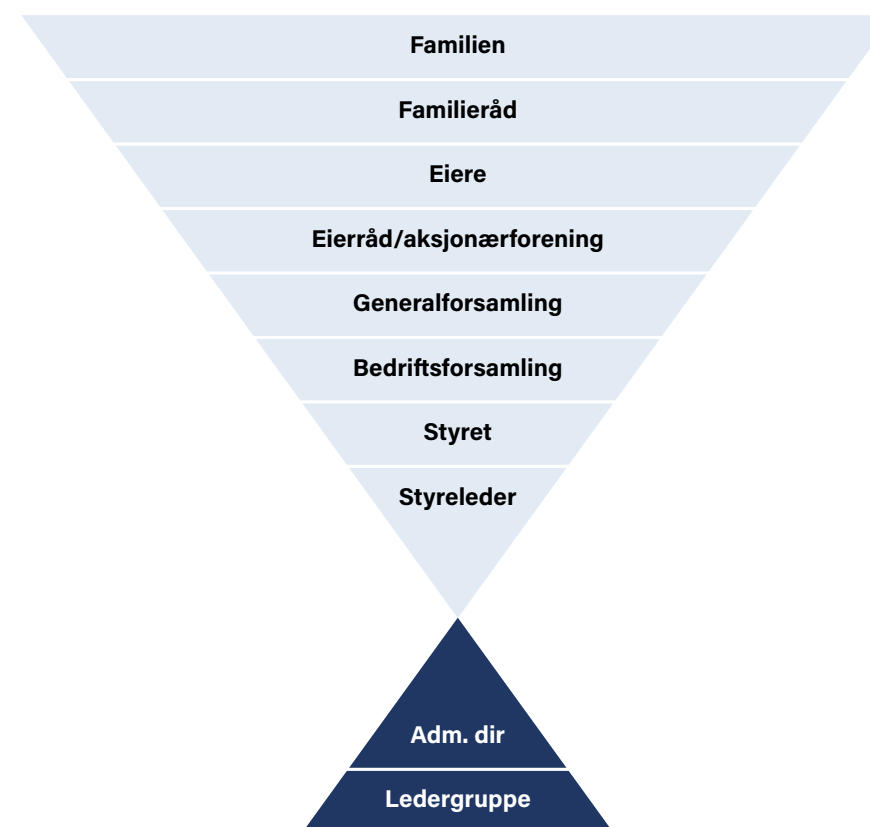 Familien
Familieråd
Eiere
Eierråd/aksjonærforening
Generalforsamling
Bedriftsforsamling
Styret
Styreleder
Adm. dir
Ledergruppe